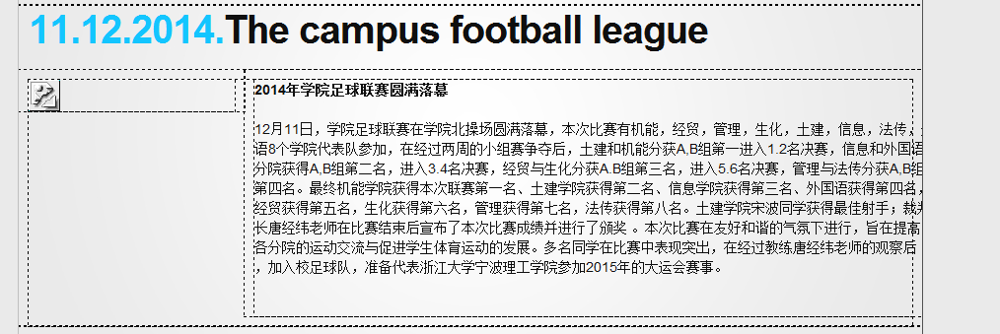 11.12.2014.The campus football league
2014年学院足球联赛圆满落幕
12月11日，学院足球联赛在学院北操场圆满落幕，本次比赛有机能，经贸，管理，生化，土建，信息，法传，
语8个学院代表队参加，在经过两周的小组赛争夺后，土建和机能分获A,B组第一进入1.2名决赛，信息和外国语
分院获得A,B组第二名，进入3.4名决赛，经贸与生化分获A.B组第三名，进入5.6名决赛，管理与法传分获A,B组
第四名。最终机能学院获得本次联赛第一名、土建学院获得第二名、信息学院获得第三名、外国语获得第四名，
经贸获得第五名，生化获得第六名，管理获得第七名，法传获得第八名。土建学院宋波同学获得最佳射手；裁判
长唐经纬老师在比赛结束后宣布了本次比赛成绩并进行了颁奖 。本次比赛在友好和谐的气氛下进行，旨在提高
各分院的运动交流与促进学生体育运动的发展。多名同学在比赛中表现突出，在经过教练唐经纬老师的观察后
，加入校足球队，准备代表浙江大学宁波理工学院参加2015年的大运会赛事。